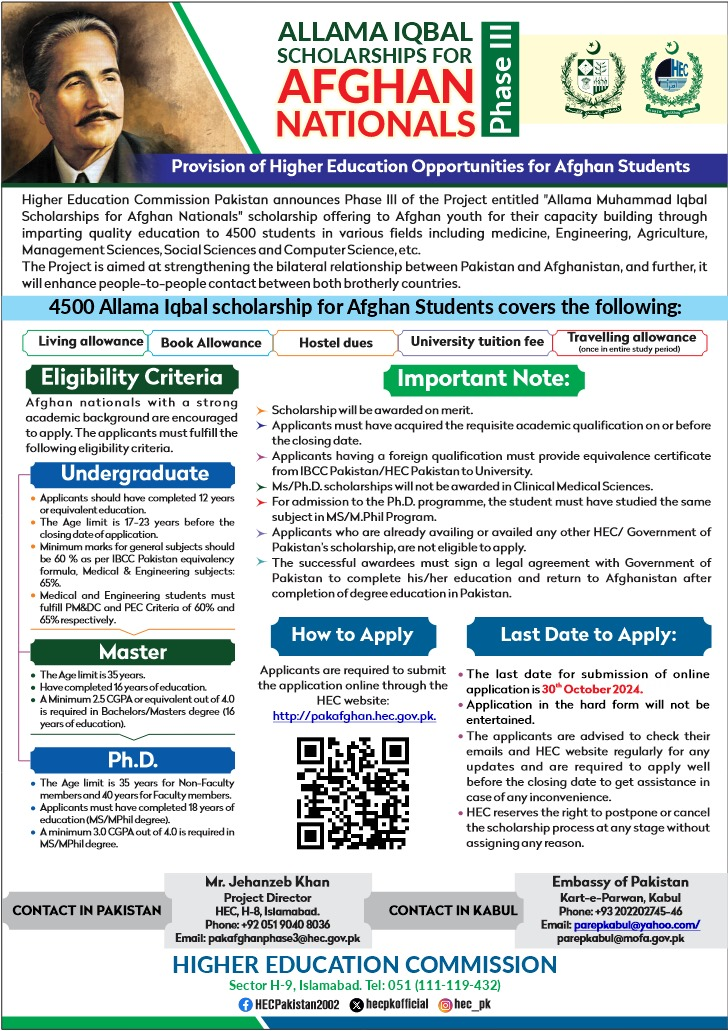 ALLAMA IQBAL
SCHOLARSHIPS FOR
AFGHAN
NATIONALS
Phase III
HEC
Provision of Higher Education Opportunities for Afghan Students
Higher Education Commission Pakistan announces Phase III of the Project entitled "Allama Muhammad Iqbal
Scholarships for Afghan Nationals" scholarship offering to Afghan youth for their capacity building through
imparting quality education to 4500 students in various fields including medicine, Engineering, Agriculture,
Management Sciences, Social Sciences and Computer Science, etc.
The Project is aimed at strengthening the bilateral relationship between Pakistan and Afghanistan, and further, it
will enhance people-to-people contact between both brotherly countries.
4500 Allama Iqbal scholarship for Afghan Students covers the following:
Living allowance
Book Allowance
Hostel dues
University tuition fee
Travelling allowance
(once in entire study period)
Eligibility Criteria
Afghan nationals with a strong
academic background are encouraged
to apply. The applicants must fulfill the
following eligibility criteria.
Undergraduate
• Applicants should have completed 12 years
or equivalent education.
• The Age limit is 17-23 years before the
closing date of application.
• Minimum marks for general subjects should
be 60 % as per IBCC Pakistan equivalency
formula, Medical & Engineering subjects:
65%.
• Medical and Engineering students must
fulfill PM&DC and PEC Criteria of 60% and
65% respectively.
Master
• The Age limit is 35 years.
• Have completed 16 years of education.
• A Minimum 2.5 CGPA or equivalent out of 4.0
is required in Bachelors/Masters degree (16
years of education).
Ph.D.
• The Age limit is 35 years for Non-Faculty
members and 40 years for Faculty members.
• Applicants must have completed 18 years of
education (MS/MPhil degree).
• A minimum 3.0 CGPA out of 4.0 is required in
MS/MPhil degree.
Important Note:
Scholarship will be awarded on merit.
Applicants must have acquired the requisite academic qualification on or before
the closing date.
Applicants having a foreign qualification must provide equivalence certificate
from IBCC Pakistan/HEC Pakistan to University.
Ms/Ph.D. scholarships will not be awarded in Clinical Medical Sciences.
For admission to the Ph.D. programme, the student must have studied the same
subject in MS/M.Phil Program.
Applicants who are already availing or availed any other HEC/ Government of
Pakistan's scholarship, are not eligible to apply.
The successful awardees must sign a legal agreement with Government of
Pakistan to complete his/her education and return to Afghanistan after
completion of degree education in Pakistan.
How to Apply
Applicants are required to submit
the application online through the
HEC website:
http://pakafghan.hec.gov.pk.
Last Date to Apply:
• The last date for submission of online
application is 30th October 2024.
• Application in the hard form will not be
entertained.
• The applicants are advised to check their
emails and HEC website regularly for any
updates and are required to apply well
before the closing date to get assistance in
case of any inconvenience.
• HEC reserves the right to postpone or cancel
the scholarship process at any stage without
assigning any reason.
CONTACT IN PAKISTAN
Mr. Jehanzeb Khan
Project Director
HEC, H-8, Islamabad.
Phone: +92 051 9040 8036
Email: pakafghanphase3@hec.gov.pk
CONTACT IN KABUL
Embassy of Pakistan
Kart-e-Parwan, Kabul
Phone: +93 202202745-46
Email: parepkabul@yahoo.com/
parepkabul@mofa.gov.pk
HIGHER EDUCATION COMMISSION
Sector H-9, Islamabad. Tel: 051 (111-119-432)
HECPakistan2002 hecpkofficial hec_pk